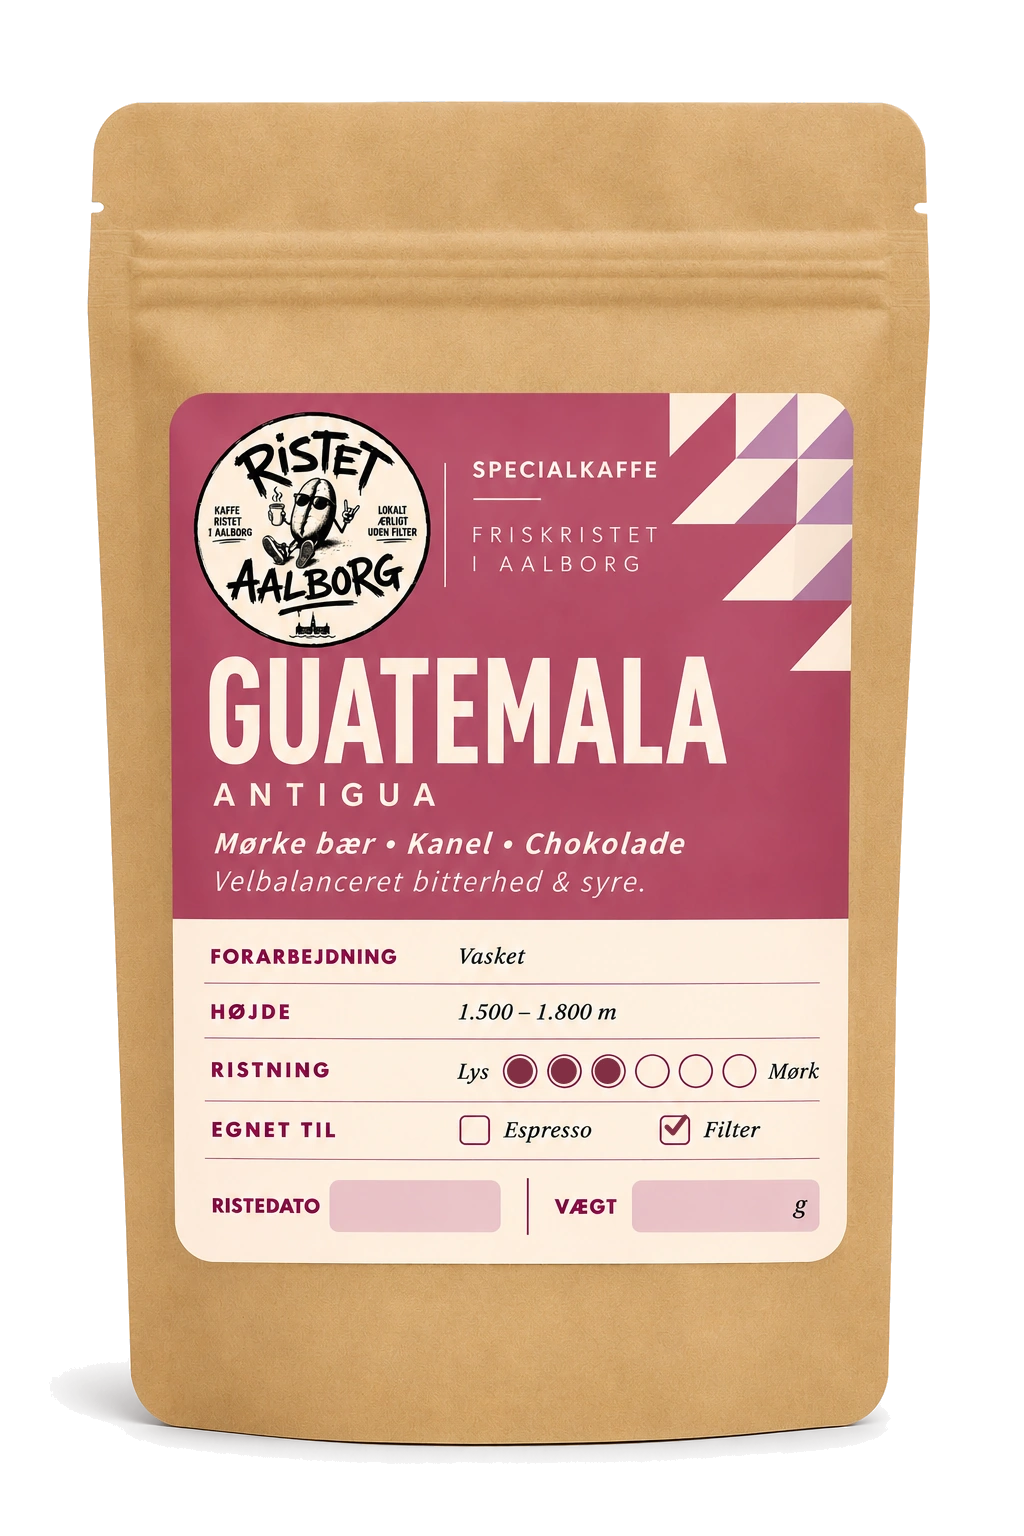 RISTET
KAFFE
RISTET
I AALBORG
LOKALT
ÆRLIGT
UDEN FILTER
AALBORG
SPECIALKAFFE
FRISKRISTET
I AALBORG
GUATEMALA
ANTIGUA
Mørke bær • Kanel • Chokolade
Velbalanceret bitterhed & syre.
FORARBEJDNING Vasket
HØJDE 1.500 – 1.800 m
RISTNING Lys Mørk
EGNET TIL Espresso Filter
RISTEDATO VÆGT g